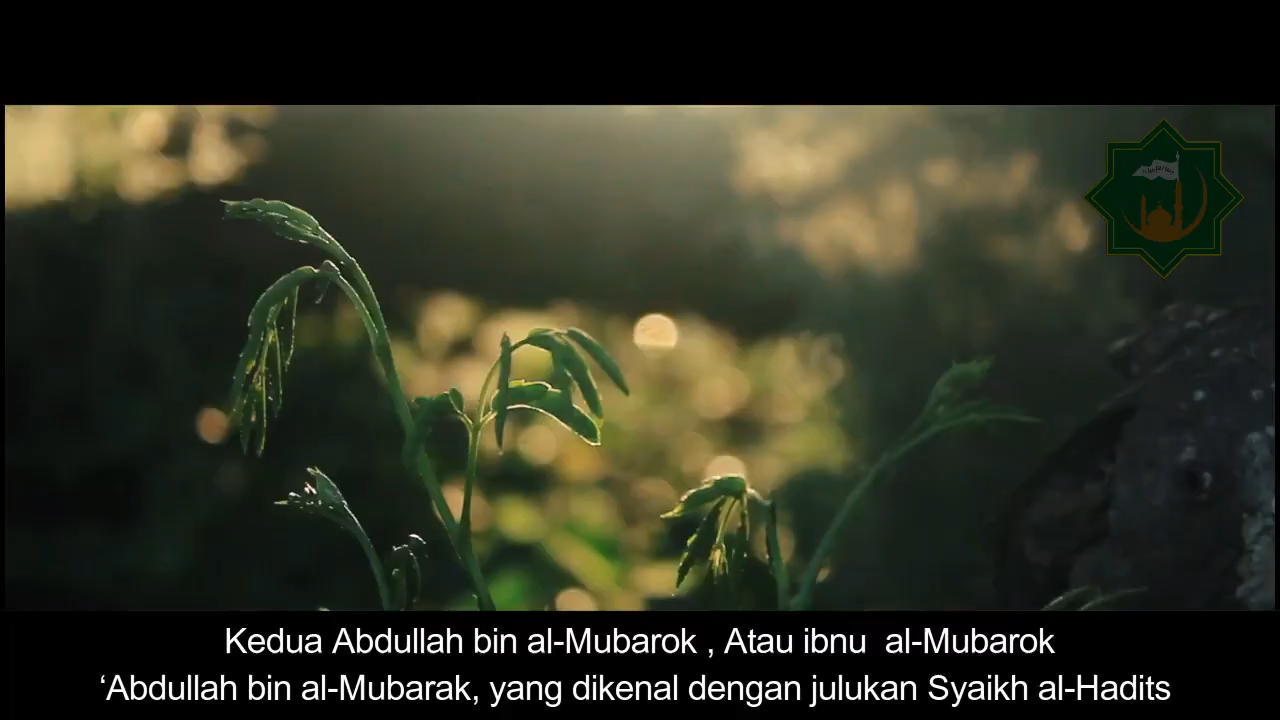 Kedua Abdullah bin al-Mubarok , Atau ibnu  al-Mubarok
‘Abdullah bin al-Mubarak, yang dikenal dengan julukan Syaikh al-Hadits